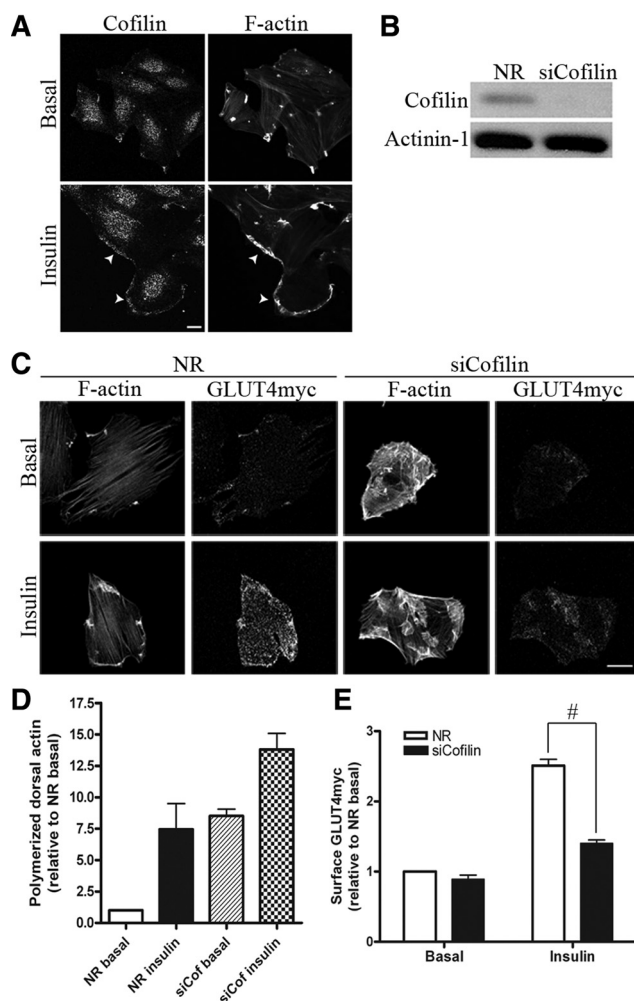 A
Cofilin F-actin
Basal
Insulin
B
NR siCofilin
Cofilin
Actinin-1
C
NR siCofilin
F-actin GLUT4myc F-actin GLUT4myc
Basal
Insulin
D
Polymerized dorsal actin
(relative to NR basal)
17.5
15.0
12.5
10.0
7.5
5.0
2.5
0.0
NR basal
NR insulin
siCof basal
siCof insulin
E
Surface GLUT4myc
(relative to NR basal)
3
2
1
0
NR
siCofilin
#
Basal Insulin